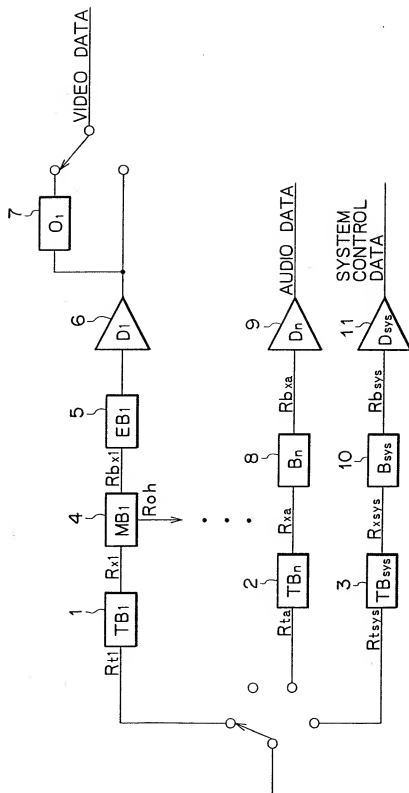 Rt1
1
TB1
Rx1
4
MB1
Roh
Rbx1
5
EB1
6
D1
7
O1
VIDEO DATA
Rta
2
TBn
Rxa
8
Bn
Rbxa
9
Dn
AUDIO DATA
Rtsys
3
TBsys
Rxsys
10
Bsys
Rbsys
11
Dsys
SYSTEM
CONTROL
DATA